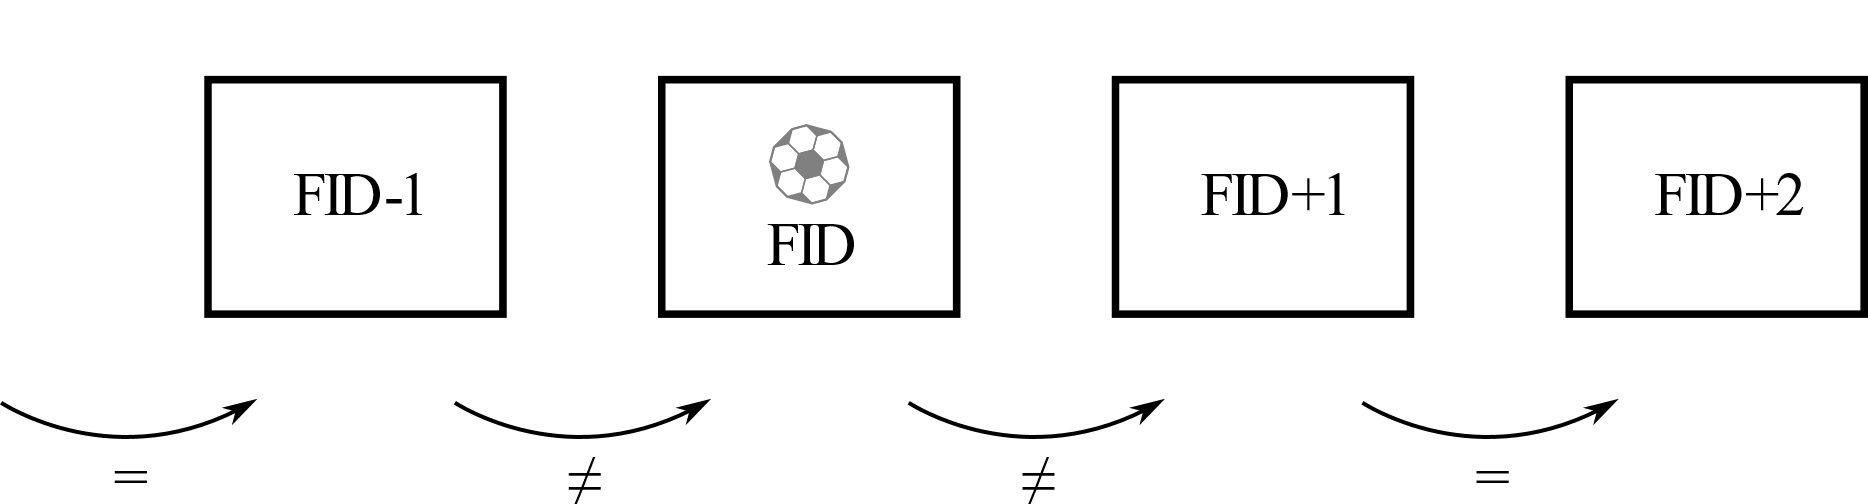 FID-1
FID
FID+1
FID+2
= ≠ ≠ =